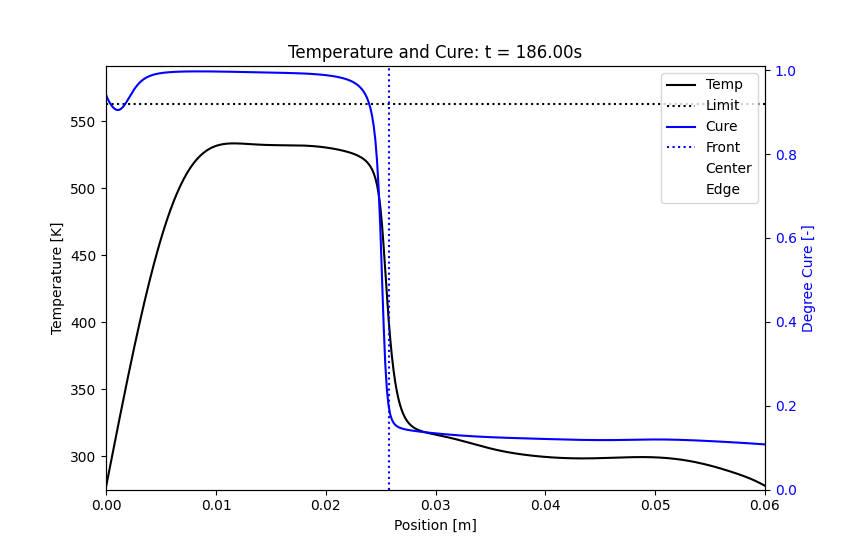 Temperature and Cure: t = 186.00s
Temp
Limit
Cure
Front
Center
Edge
Temperature [K]
550
500
450
400
350
300
Degree Cure [-]
1.0
0.8
0.6
0.4
0.2
0.0
0.00 0.01 0.02 0.03 0.04 0.05 0.06
Position [m]